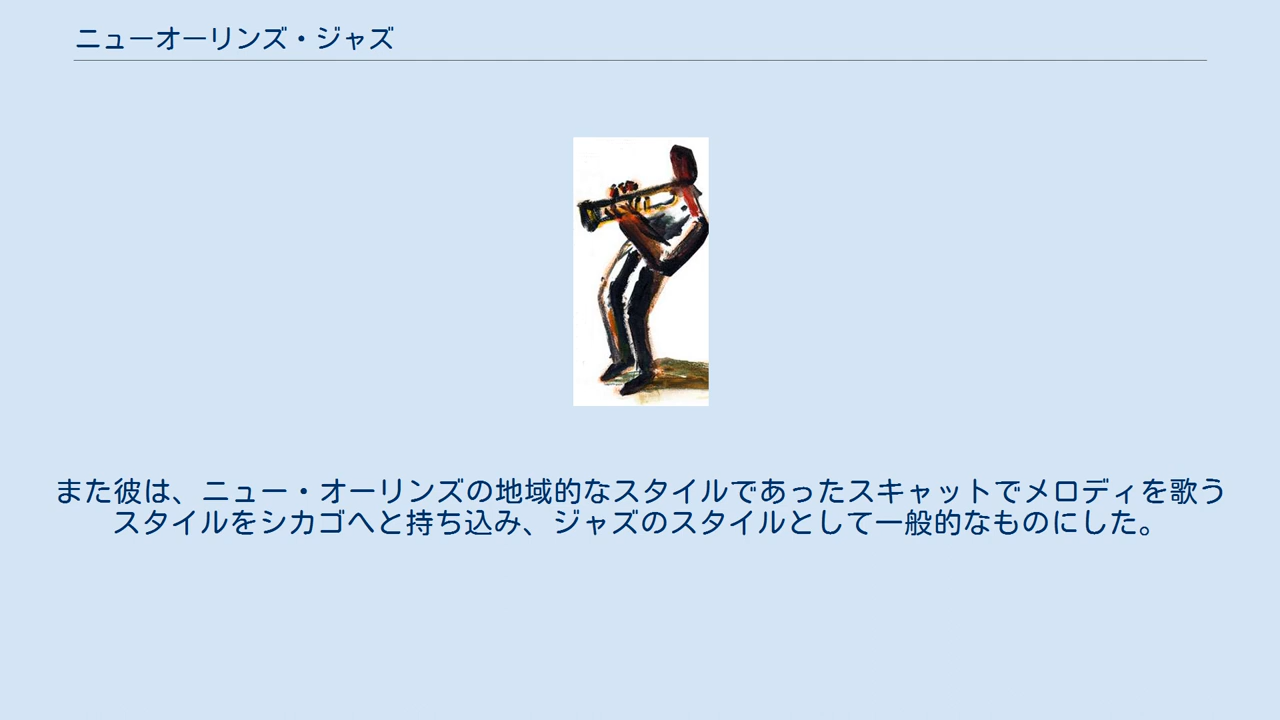 ニューオーリンズ・ジャズ
また彼は、ニュー・オーリンズの地域的なスタイルであったスキャットでメロディを歌う
スタイルをシカゴへと持ち込み、ジャズのスタイルとして一般的なものにした。